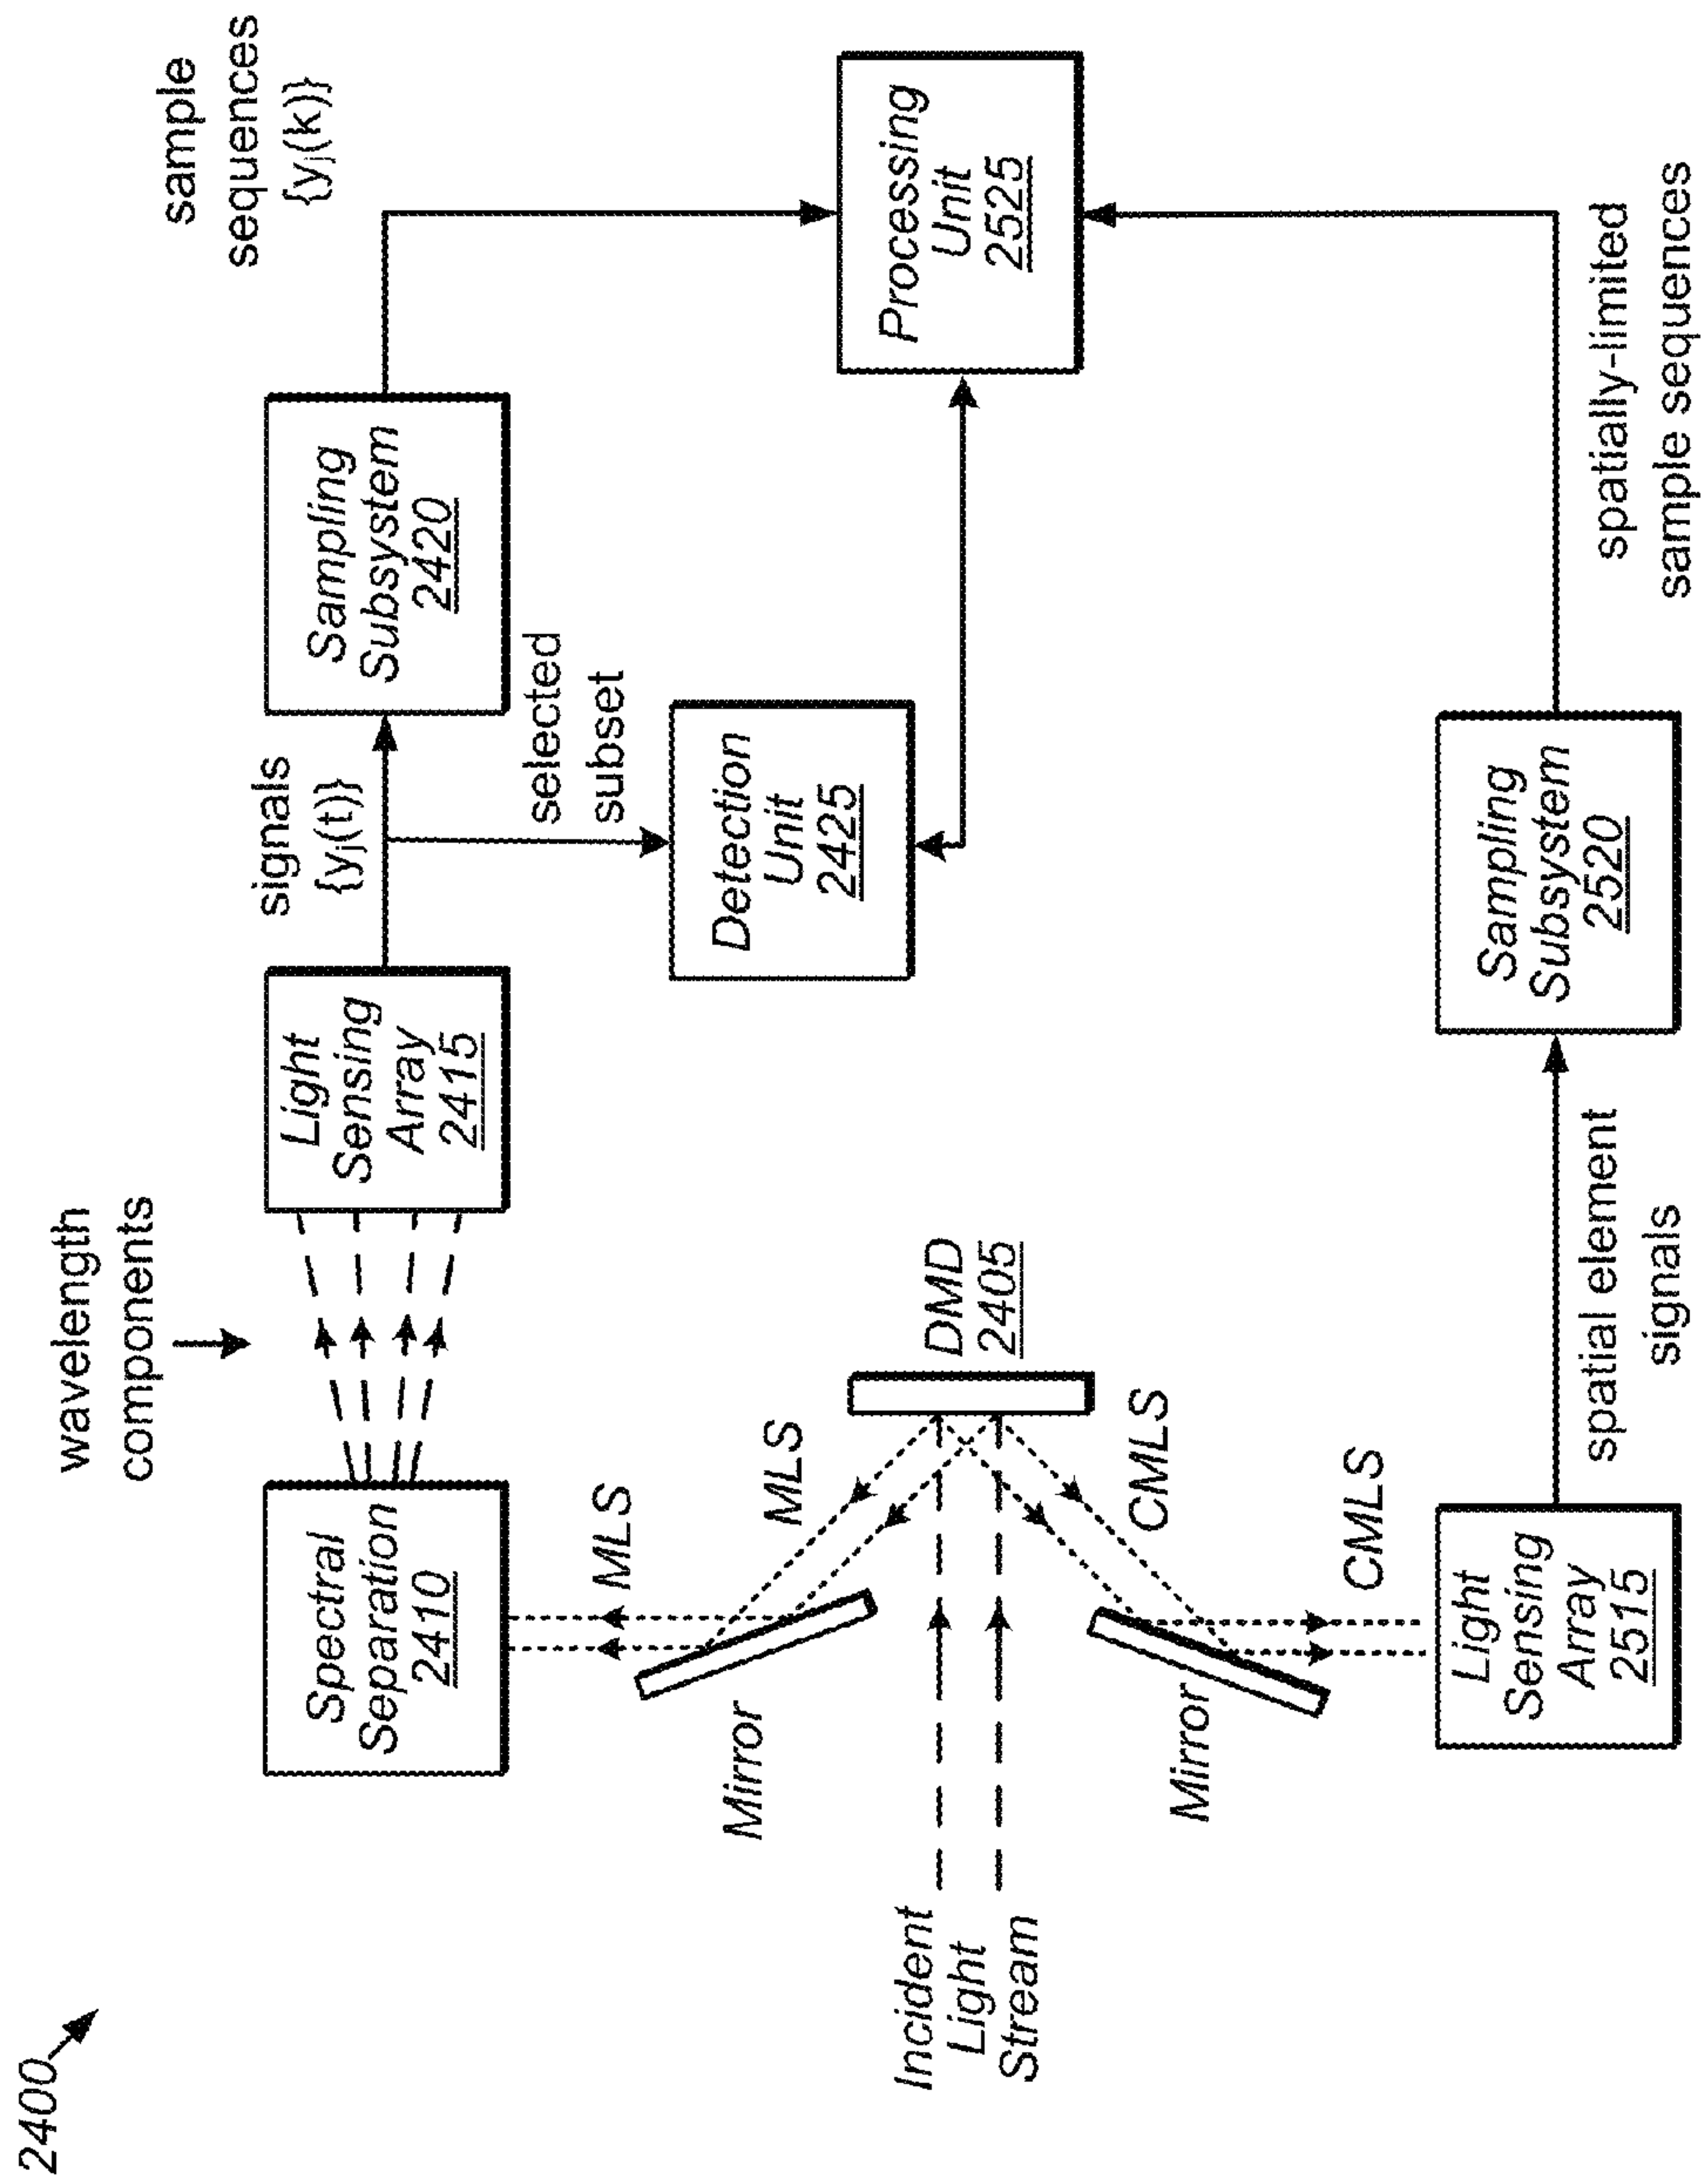 2400
wavelength
components
Spectral
Separation
2410
Light
Sensing
Array
2415
signals
{yj(t)}
Sampling
Subsystem
2420
sample
sequences
{yj(k)}
selected
subset
Detection
Unit
2425
Processing
Unit
2525
MLS
MLS
Mirror
Incident
Light
Stream
DMD
2405
CMLS
CMLS
Mirror
Light
Sensing
Array
2515
spatial element
signals
Sampling
Subsystem
2520
spatially-limited
sample sequences